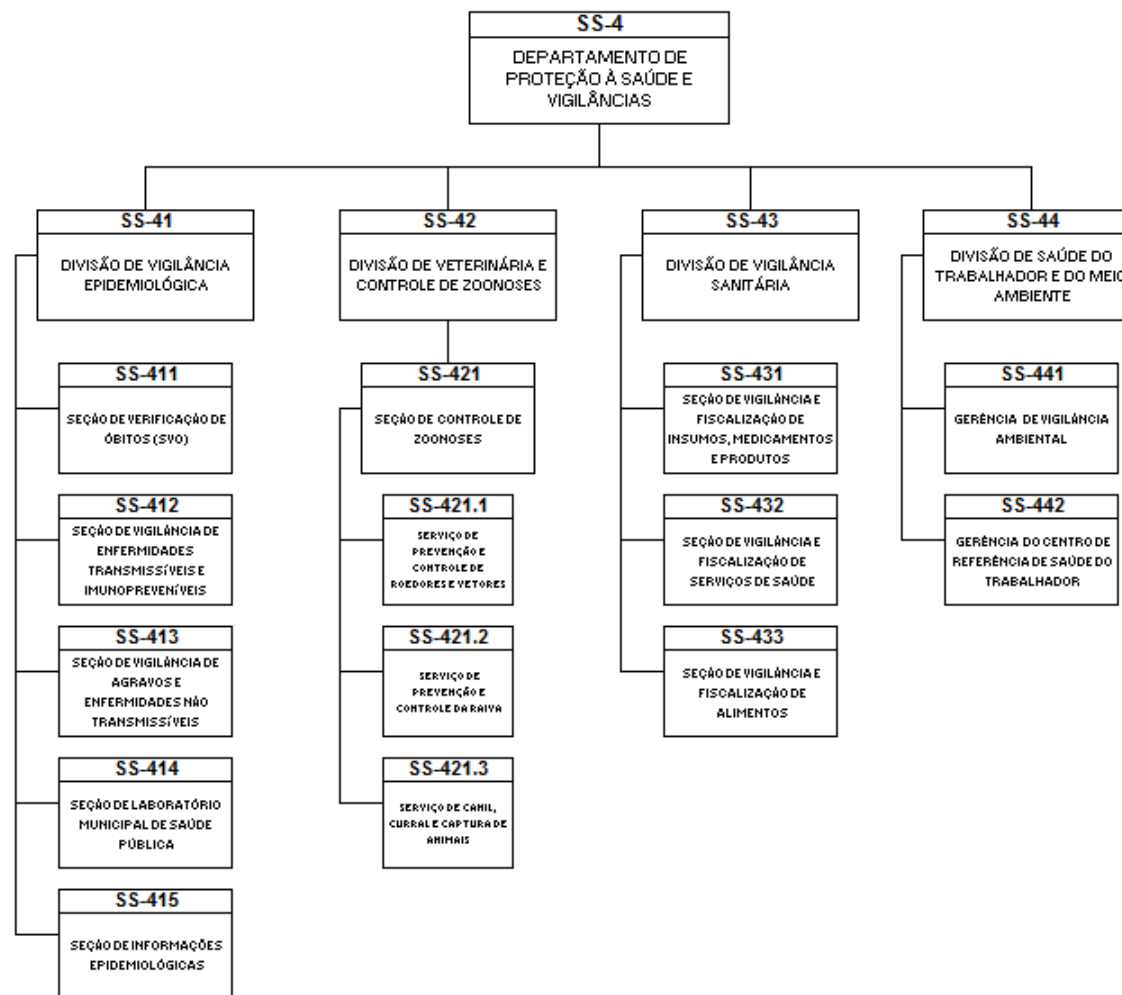 SS-4
DEPARTAMENTO DE
PROTEÇÃO À SAÚDE E
VIGILÂNCIAS
SS-41
DIVISÃO DE VIGILÂNCIA
EPIDEMIOLÓGICA
SS-411
SEÇÃO DE VERIFICAÇÃO DE
ÓBITOS (SVO)
SS-412
SEÇÃO DE VIGILÂNCIA DE
ENFERMIDADES
TRANSMISSÍVEIS E
IMUNOPREVENÍVEIS
SS-413
SEÇÃO DE VIGILÂNCIA DE
AGRAVOS E
ENFERMIDADES NÃO
TRANSMISSÍVEIS
SS-414
SEÇÃO DE LABORATÓRIO
MUNICIPAL DE SAÚDE
PÚBLICA
SS-415
SEÇÃO DE INFORMAÇÕES
EPIDEMIOLÓGICAS
SS-42
DIVISÃO DE VETERINÁRIA E
CONTROLE DE ZOONOSES
SS-421
SEÇÃO DE CONTROLE DE
ZOONOSES
SS-421.1
SERVIÇO DE
PREVENÇÃO E
CONTROLE DE
ROEDORES E VETORES
SS-421.2
SERVIÇO DE
PREVENÇÃO E
CONTROLE DA RAIVA
SS-421.3
SERVIÇO DE CANIL,
CURRAL E CAPTURA DE
ANIMAIS
SS-43
DIVISÃO DE VIGILÂNCIA
SANITÁRIA
SS-431
SEÇÃO DE VIGILÂNCIA E
FISCALIZAÇÃO DE
INSUMOS, MEDICAMENTOS
E PRODUTOS
SS-432
SEÇÃO DE VIGILÂNCIA E
FISCALIZAÇÃO DE
SERVIÇOS DE SAÚDE
SS-433
SEÇÃO DE VIGILÂNCIA E
FISCALIZAÇÃO DE
ALIMENTOS
SS-44
DIVISÃO DE SAÚDE DO
TRABALHADOR E DO MEIO
AMBIENTE
SS-441
GERÊNCIA DE VIGILÂNCIA
AMBIENTAL
SS-442
GERÊNCIA DO CENTRO DE
REFERÊNCIA DE SAÚDE DO
TRABALHADOR